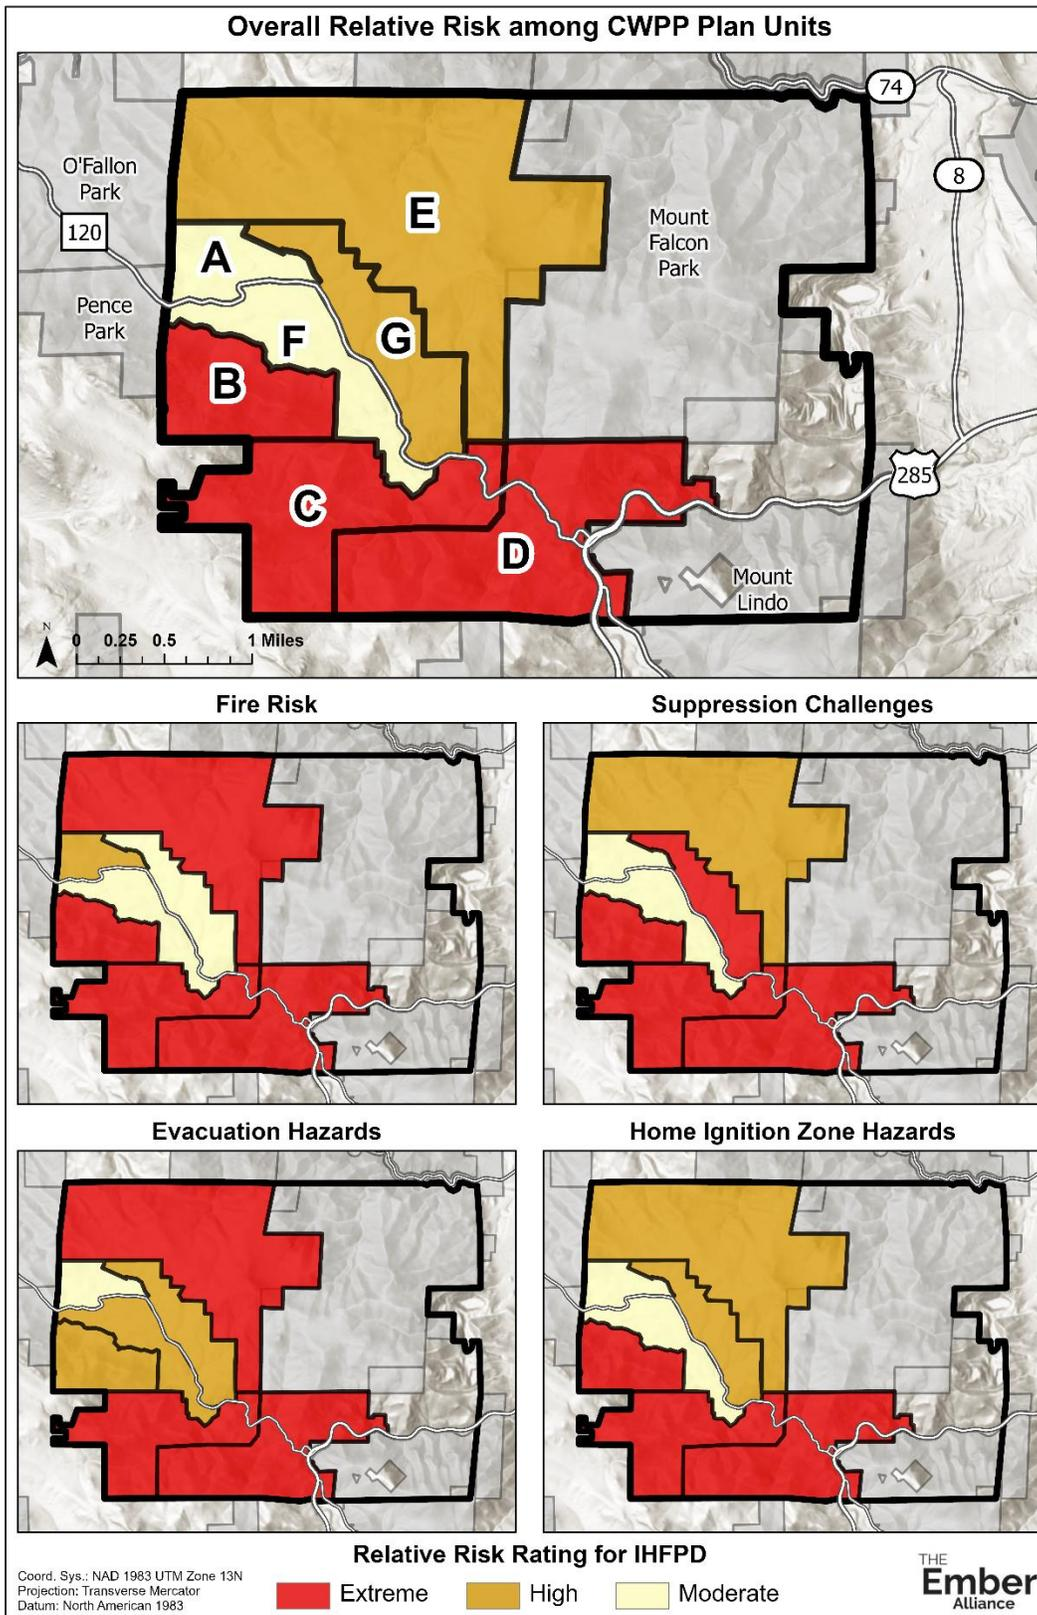 Overall Relative Risk among CWPP Plan Units
74
8
O'Fallon
Park
120
E
Mount
Falcon
Park
A
Pence
Park
F
G
B
285
C
D
Mount
Lindo
N
0 0.25 0.5 1 Miles
Fire Risk
Suppression Challenges
Evacuation Hazards
Home Ignition Zone Hazards
Relative Risk Rating for IHFPD
Coord. Sys.: NAD 1983 UTM Zone 13N
Projection: Transverse Mercator
Datum: North American 1983
Extreme
High
Moderate
THE
Ember
Alliance